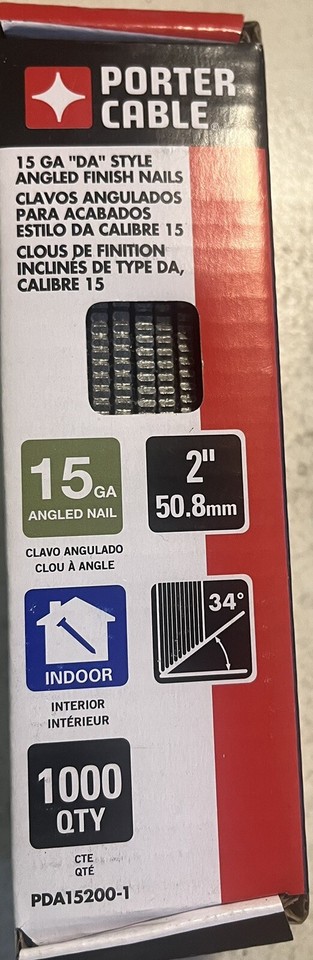 PORTER
CABLE
15 GA "DA" STYLE
ANGLED FINISH NAILS
CLAVOS ANGULADOS
PARA ACABADOS
ESTILO DA CALIBRE 15
CLOUS DE FINITION
INCLINÉS DE TYPE DA,
CALIBRE 15
15GA
ANGLED NAIL
CLAVO ANGULADO
CLOU À ANGLE
2"
50.8mm
INDOOR
INTERIOR
INTÉRIEUR
34°
1000
QTY
CTE
QTÉ
PDA15200-1